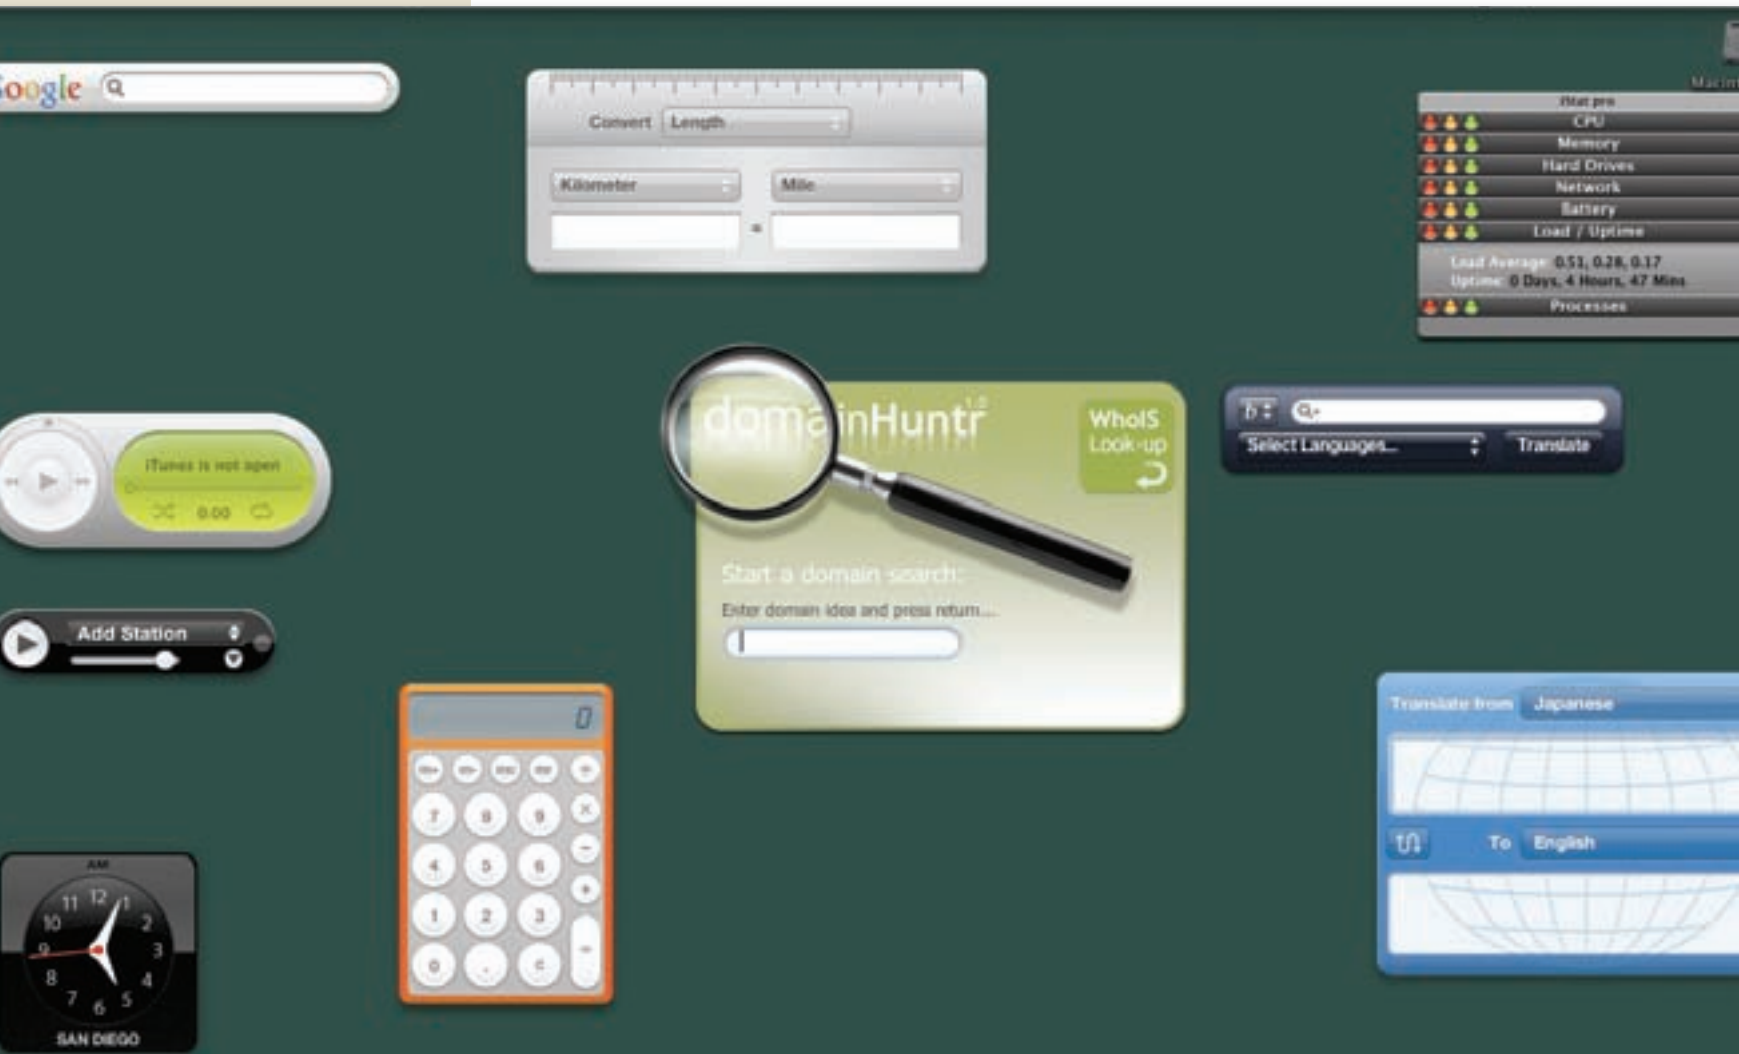 Google
Convert Length
Kilometer
Mile
=
iStat pro
CPU
Memory
Hard Drives
Network
Battery
Load / Uptime
Load Average: 0.51, 0.28, 0.17
Uptime: 0 Days, 4 Hours, 47 Mins
Processes
domainHuntr 1.0
WhoIS
Look-up
Start a domain search:
Enter domain idea and press return....
b
Select Languages...
Translate
iTunes is not open
0:00
Add Station
0
7 8 9 ×
4 5 6 −
1 2 3 +
0 . c =
Translate from Japanese
To English
AM
11 12 1
10 2
9 3
8 4
7 6 5
SAN DIEGO